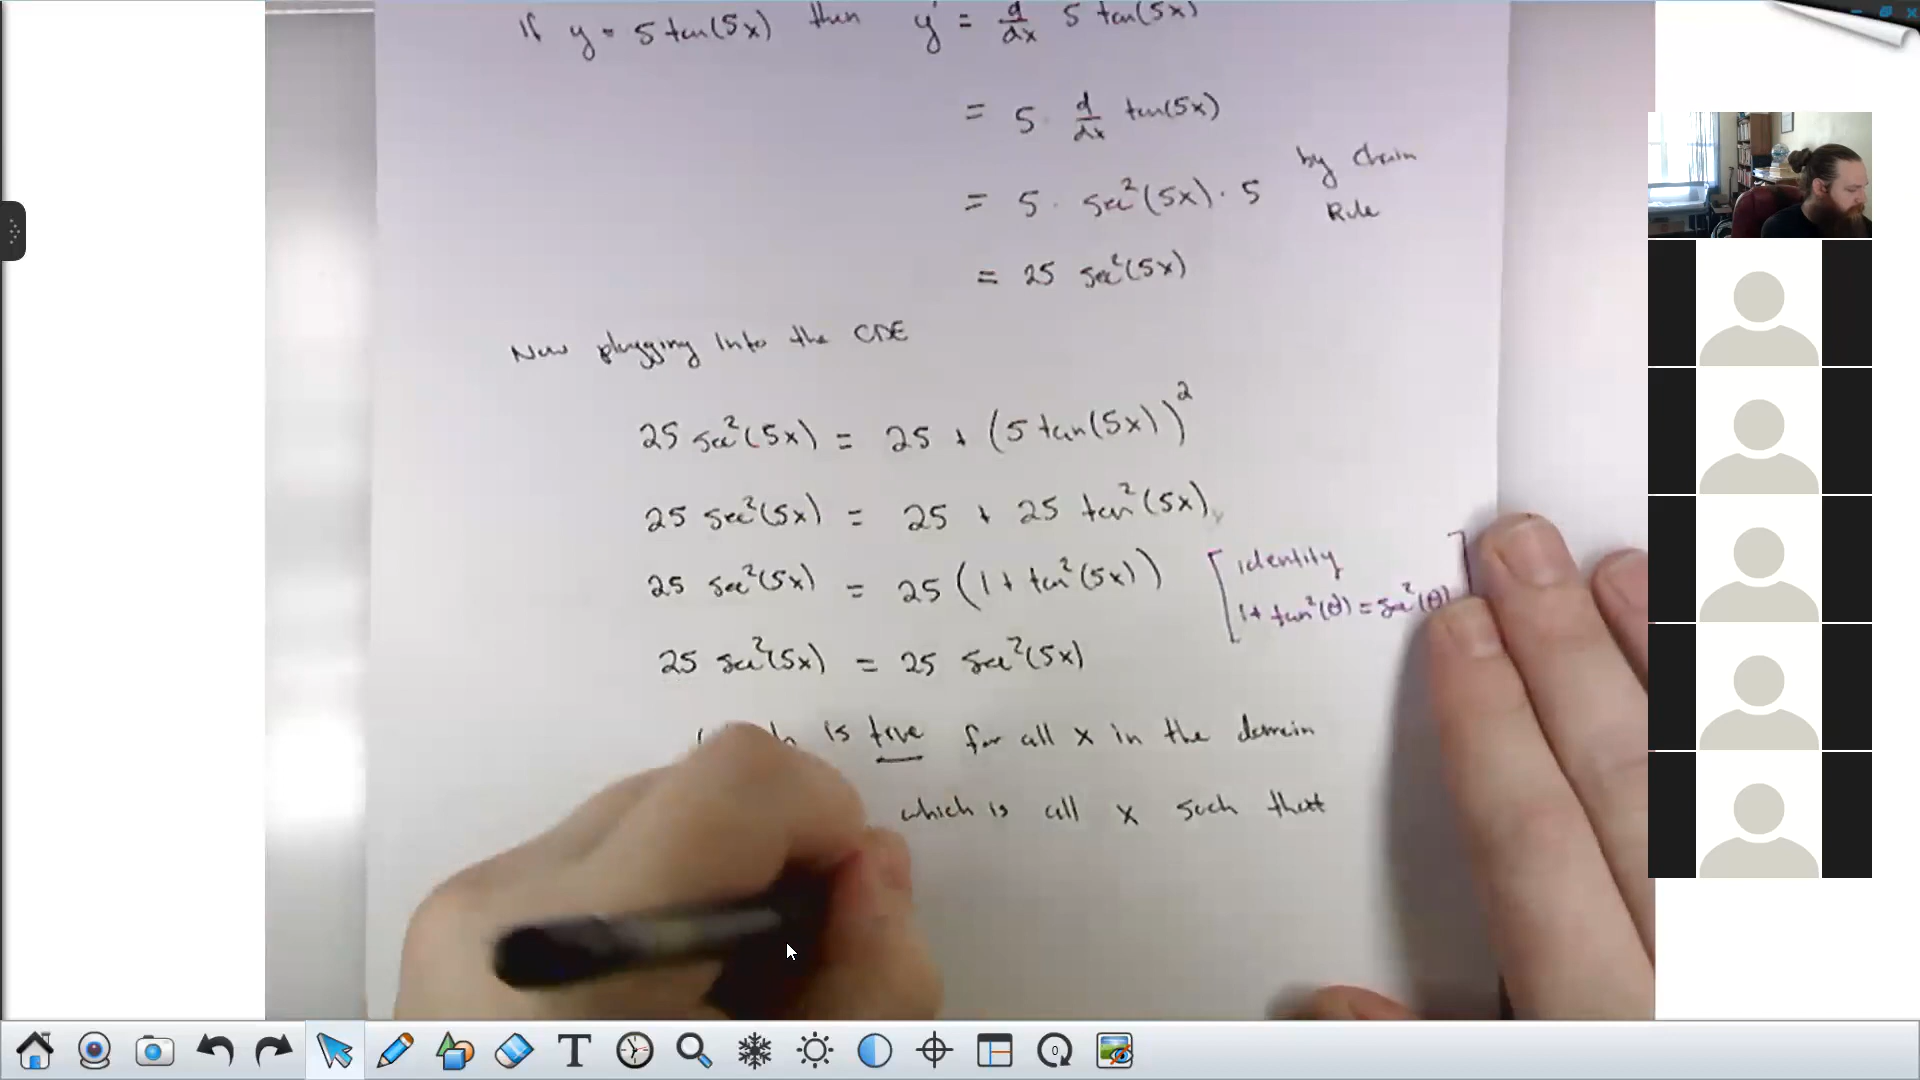 If y = 5 tan(5x) then y' = d/dx 5 tan(5x)
= 5 · d/dx tan(5x)
= 5 · sec²(5x) · 5 by Chain Rule
= 25 sec²(5x)
Now plugging into the ODE
25 sec²(5x) = 25 + (5 tan(5x))²
25 sec²(5x) = 25 + 25 tan²(5x)
25 sec²(5x) = 25 (1 + tan²(5x)) [identity
1 + tan²(θ) = sec²(θ)]
25 sec²(5x) = 25 sec²(5x)
is true for all x in the domain
which is all x such that
T
0